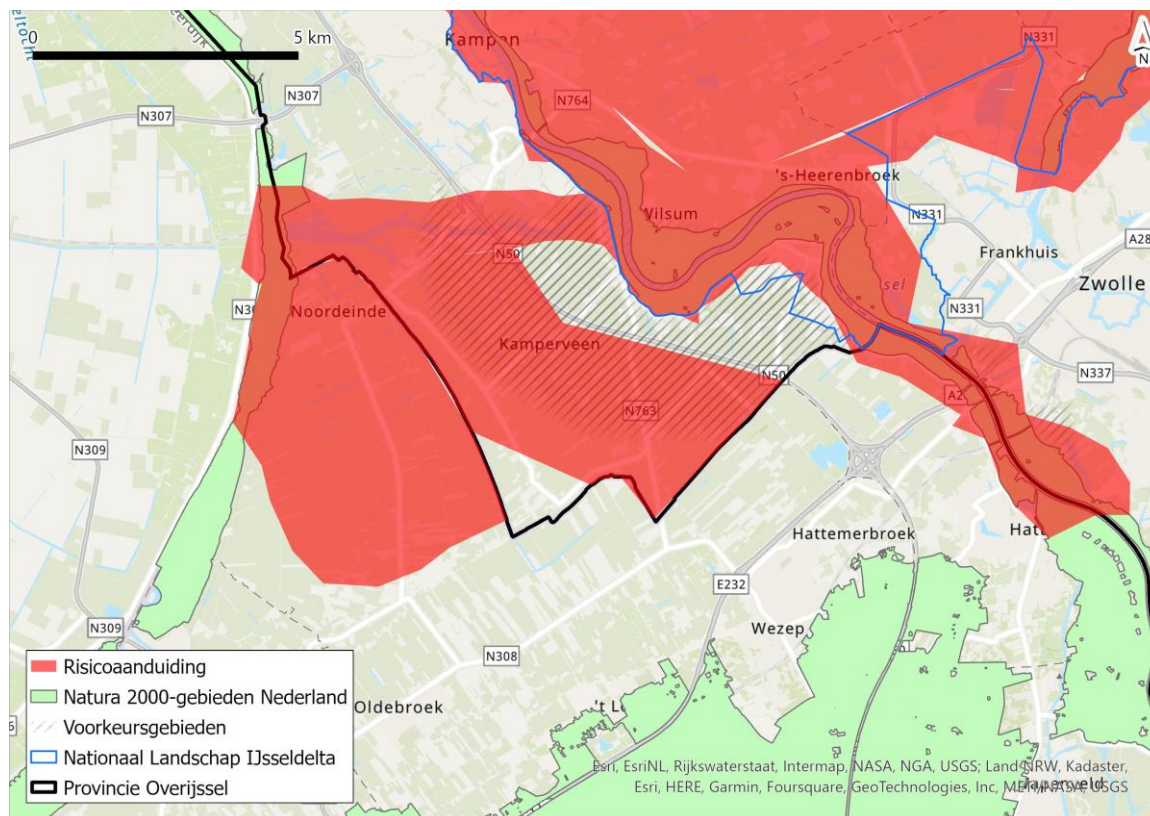 Kampen
0
5 km
N331
N307
N307
N764
's-Heerenbroek
N331
A28
Wilsum
Frankhuis
Zwolle
N50
N331
Noordeinde
Kamperveen
N50
N337
N763
N309
Hattemerbroek
E232
Wezep
N309
N308
Oldebroek
Risicoaanduiding
Natura 2000-gebieden Nederland
Voorkeursgebieden
Nationaal Landschap IJsseldelta
Provincie Overijssel
Esri, EsriNL, Rijkswaterstaat, Intermap, NASA, NGA, USGS; Land NRW, Kadaster,
Esri, HERE, Garmin, Foursquare, GeoTechnologies, Inc, METI/NASA, USGS